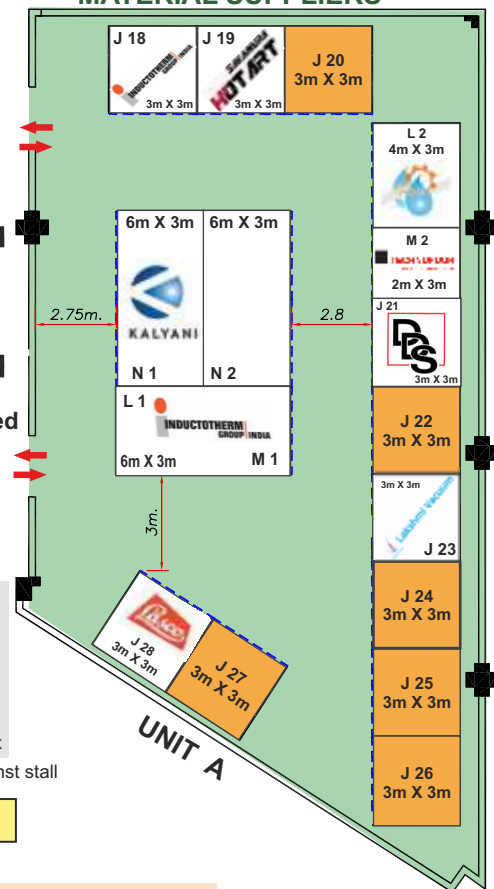 MATERIAL SUPPLIERS
J 18
INDUCTOTHERM
GROUP INDIA
3m X 3m
J 19
HOT ART
3m X 3m
J 20
3m X 3m
L 2
4m X 3m
M 2
2m X 3m
J 21
DDS
3m X 3m
6m X 3m
KALYANI
N 1
6m X 3m
N 2
2.75m.
2.8
L 1
INDUCTOTHERM
GROUP INDIA
6m X 3m
M 1
J 22
3m X 3m
3m X 3m
Lakshmi Vacuum
J 23
3m.
J 24
3m X 3m
Pasco
J 28
3m X 3m
J 27
3m X 3m
J 25
3m X 3m
J 26
3m X 3m
UNIT A
ed
nst stall